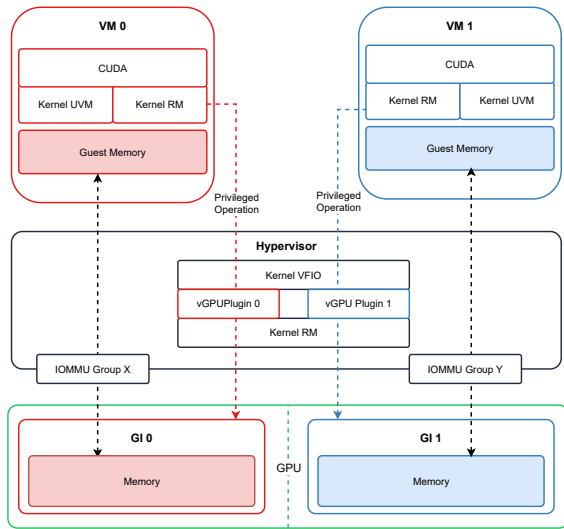 VM 0
CUDA
Kernel UVM
Kernel RM
Guest Memory
VM 1
CUDA
Kernel RM
Kernel UVM
Guest Memory
Privileged
Operation
Privileged
Operation
Hypervisor
Kernel VFIO
vGPUPlugin 0
vGPU Plugin 1
Kernel RM
IOMMU Group X
IOMMU Group Y
GI 0
Memory
GPU
GI 1
Memory